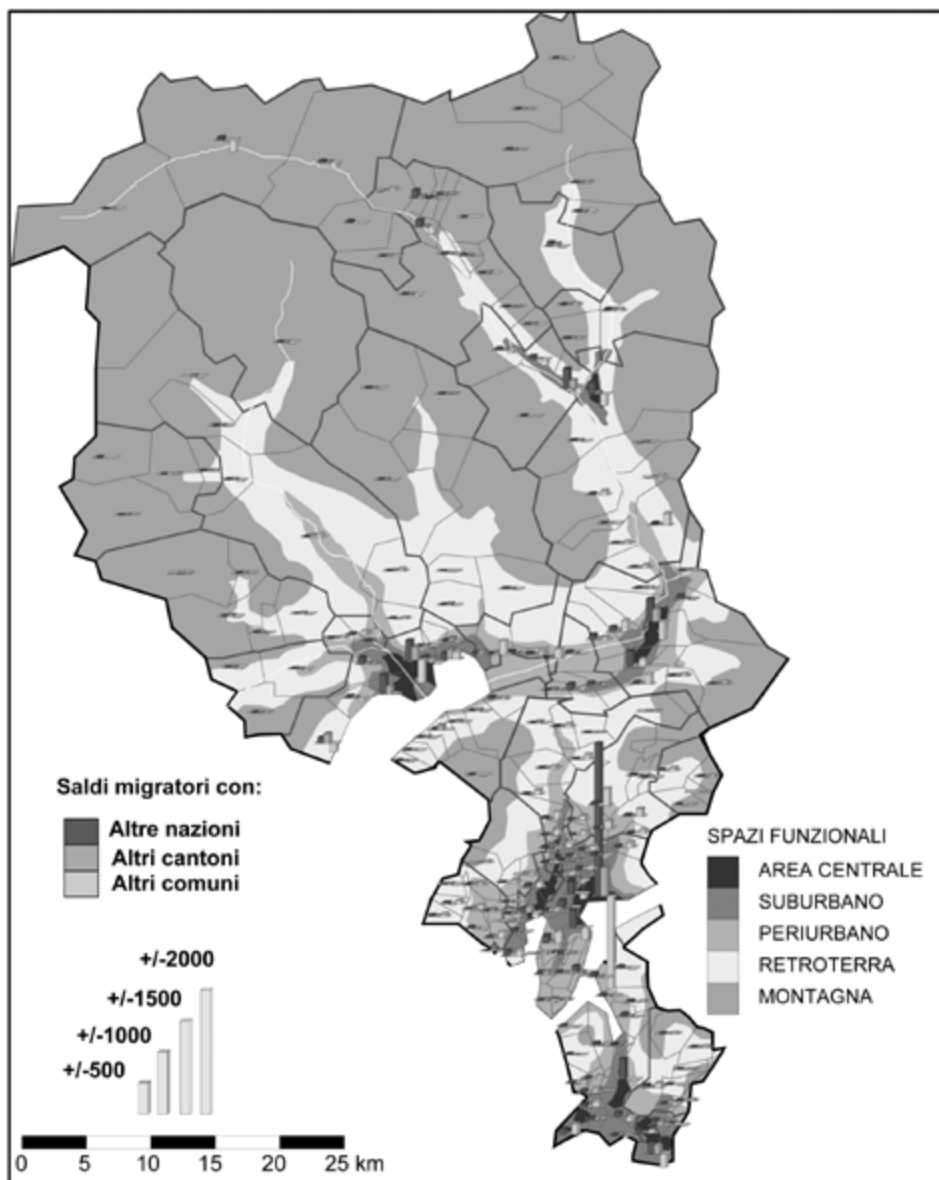 Saldi migratori con:
Altre nazioni
Altri cantoni
Altri comuni
+/-2000
+/-1500
+/-1000
+/-500
0 5 10 15 20 25 km
SPAZI FUNZIONALI
AREA CENTRALE
SUBURBANO
PERIURBANO
RETROTERRA
MONTAGNA